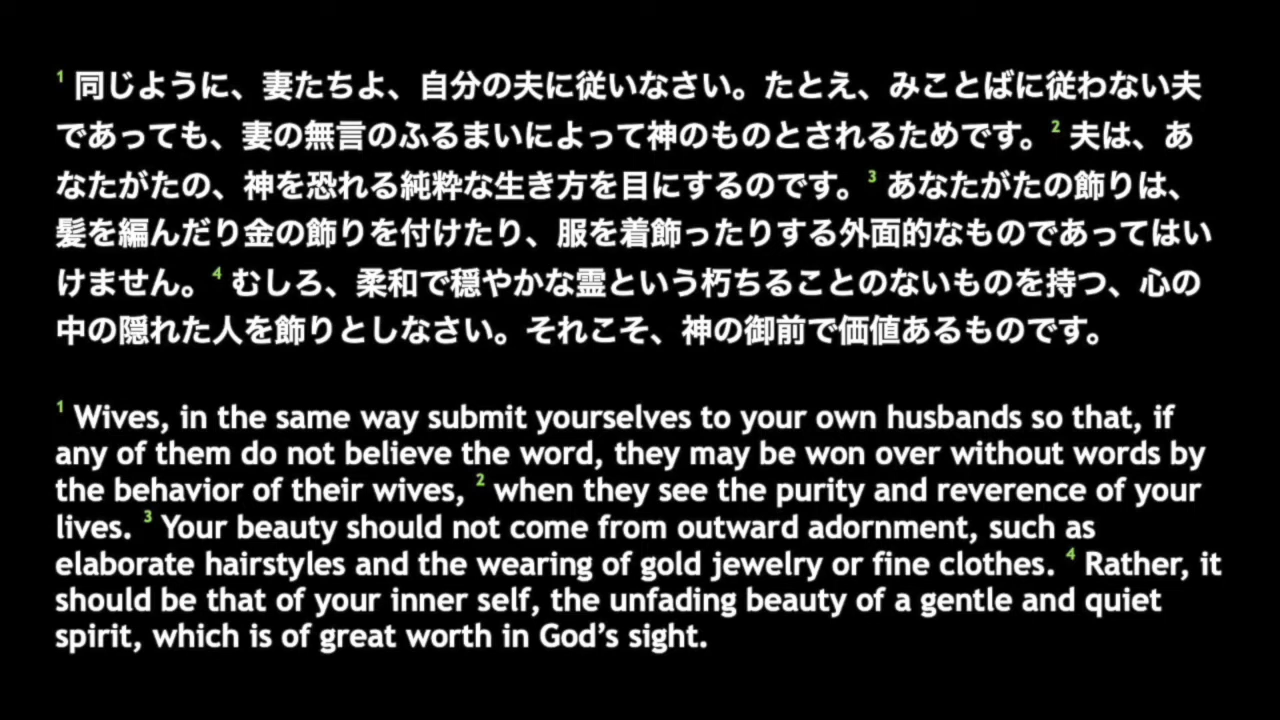 1 同じように、妻たちよ、自分の夫に従いなさい。たとえ、みことばに従わない夫
であっても、妻の無言のふるまいによって神のものとされるためです。2 夫は、あ
なたがたの、神を恐れる純粋な生き方を目にするのです。3 あなたがたの飾りは、
髪を編んだり金の飾りを付けたり、服を着飾ったりする外面的なものであってはい
けません。4 むしろ、柔和で穏やかな霊という朽ちることのないものを持つ、心の
中の隠れた人を飾りとしなさい。それこそ、神の御前で価値あるものです。
1 Wives, in the same way submit yourselves to your own husbands so that, if
any of them do not believe the word, they may be won over without words by
the behavior of their wives, 2 when they see the purity and reverence of your
lives. 3 Your beauty should not come from outward adornment, such as
elaborate hairstyles and the wearing of gold jewelry or fine clothes. 4 Rather, it
should be that of your inner self, the unfading beauty of a gentle and quiet
spirit, which is of great worth in God’s sight.